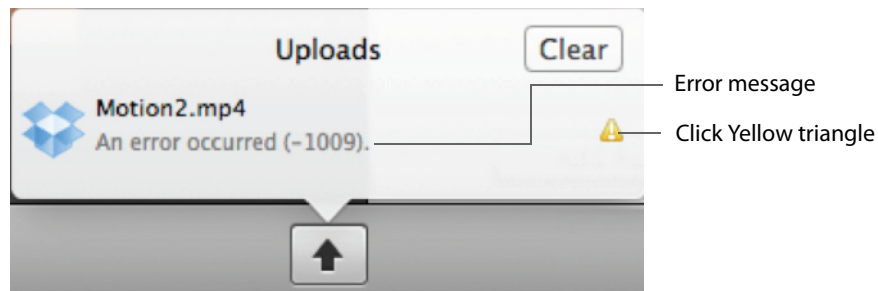 Uploads
Clear
Motion2.mp4
An error occurred (-1009).
Error message
Click Yellow triangle